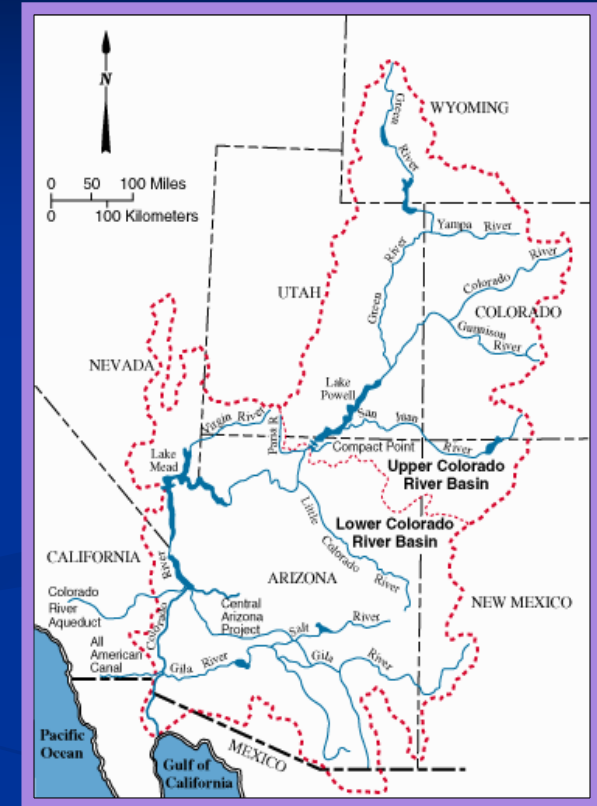 N
WYOMING
Green
River
0 50 100 Miles
0 100 Kilometers
Yampa River
River
Green
Colorado
River
UTAH
COLORADO
Gunnison
River
NEVADA
Lake
Powell
Virgin River
Paria R.
San Juan
River
Compact Point
Lake
Mead
Upper Colorado
River Basin
Little
Colorado
River
Lower Colorado
River Basin
CALIFORNIA
River
Colorado
ARIZONA
NEW MEXICO
Colorado
River
Aqueduct
Central
Arizona
Project
Salt
River
All
American
Canal
Gila River
Gila
River
Pacific
Ocean
MEXICO
Gulf of
California